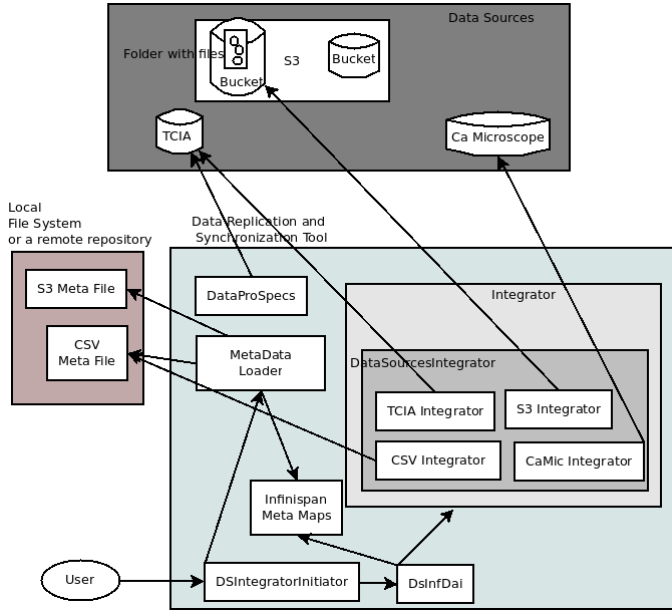 Data Sources
Folder with files
S3
Bucket
Bucket
TCIA
Ca Microscope
Local
File System
or a remote repository
Data Replication and
Synchronization Tool
S3 Meta File
CSV
Meta File
DataProSpecs
MetaData
Loader
Integrator
DataSourcesIntegrator
TCIA Integrator
S3 Integrator
CSV Integrator
CaMic Integrator
Infinispan
Meta Maps
User
DSIntegratorInitiator
DsInfDai